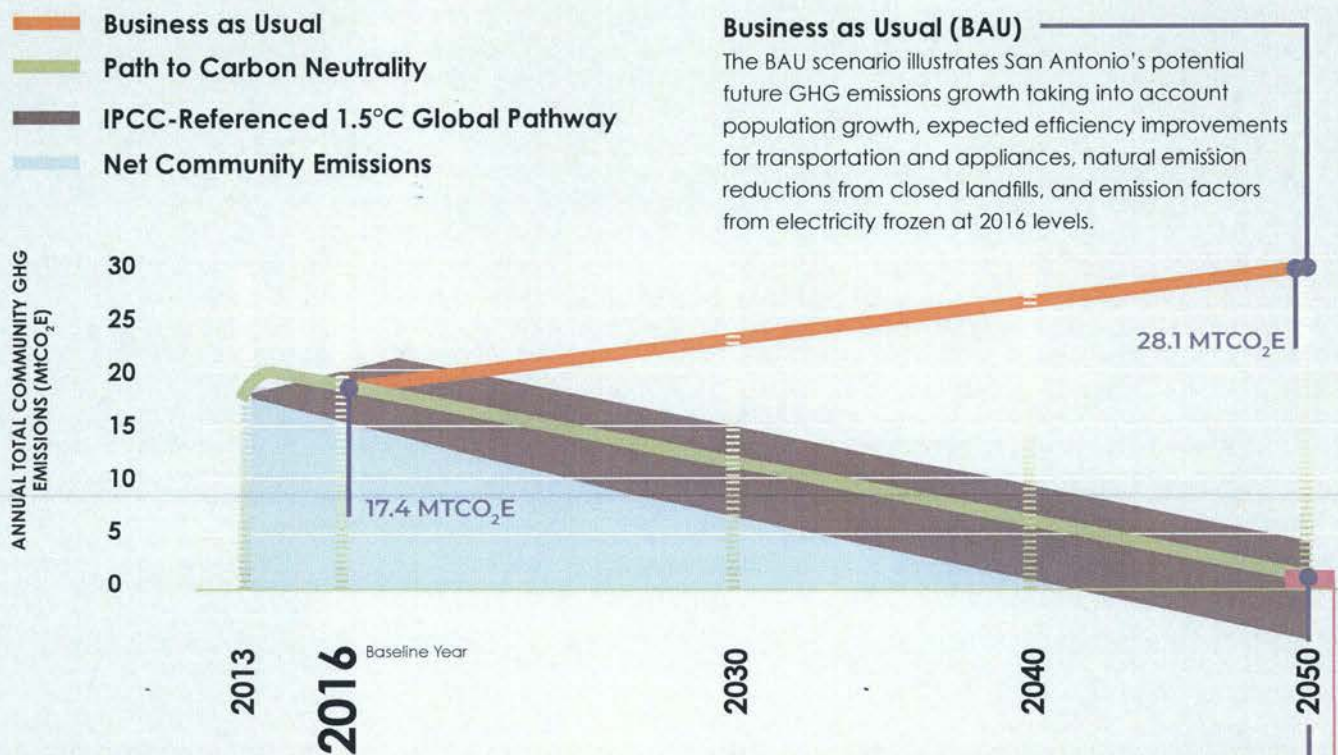 Business as Usual
Path to Carbon Neutrality
IPCC-Referenced 1.5°C Global Pathway
Net Community Emissions
Business as Usual (BAU)
The BAU scenario illustrates San Antonio's potential
future GHG emissions growth taking into account
population growth, expected efficiency improvements
for transportation and appliances, natural emission
reductions from closed landfills, and emission factors
from electricity frozen at 2016 levels.
ANNUAL TOTAL COMMUNITY GHG
EMISSIONS (MtCO₂E)
30
25
20
15
10
5
0
28.1 MTCO₂E
17.4 MTCO₂E
2013
2016
Baseline Year
2030
2040
2050